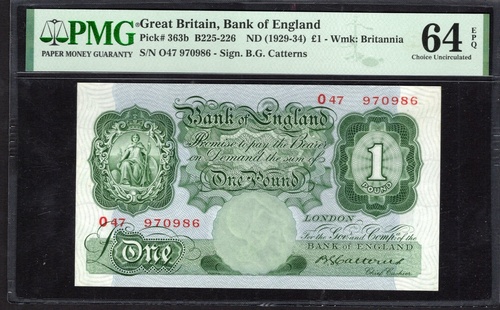 PMG
PAPER MONEY GUARANTY
Great Britain, Bank of England
Pick# 363b B225-226 ND (1929-34) £1 - Wmk: Britannia
S/N O47 970986 - Sign. B.G. Catterns
64 EPQ
Choice Uncirculated
O47 970986
Bank of England
Promise to pay the Bearer
on Demand the sum of
One Pound
1
POUND
O47 970986
LONDON
For the Govr and Compa of the
BANK OF ENGLAND
B.G. Catterns
Chief Cashier
One